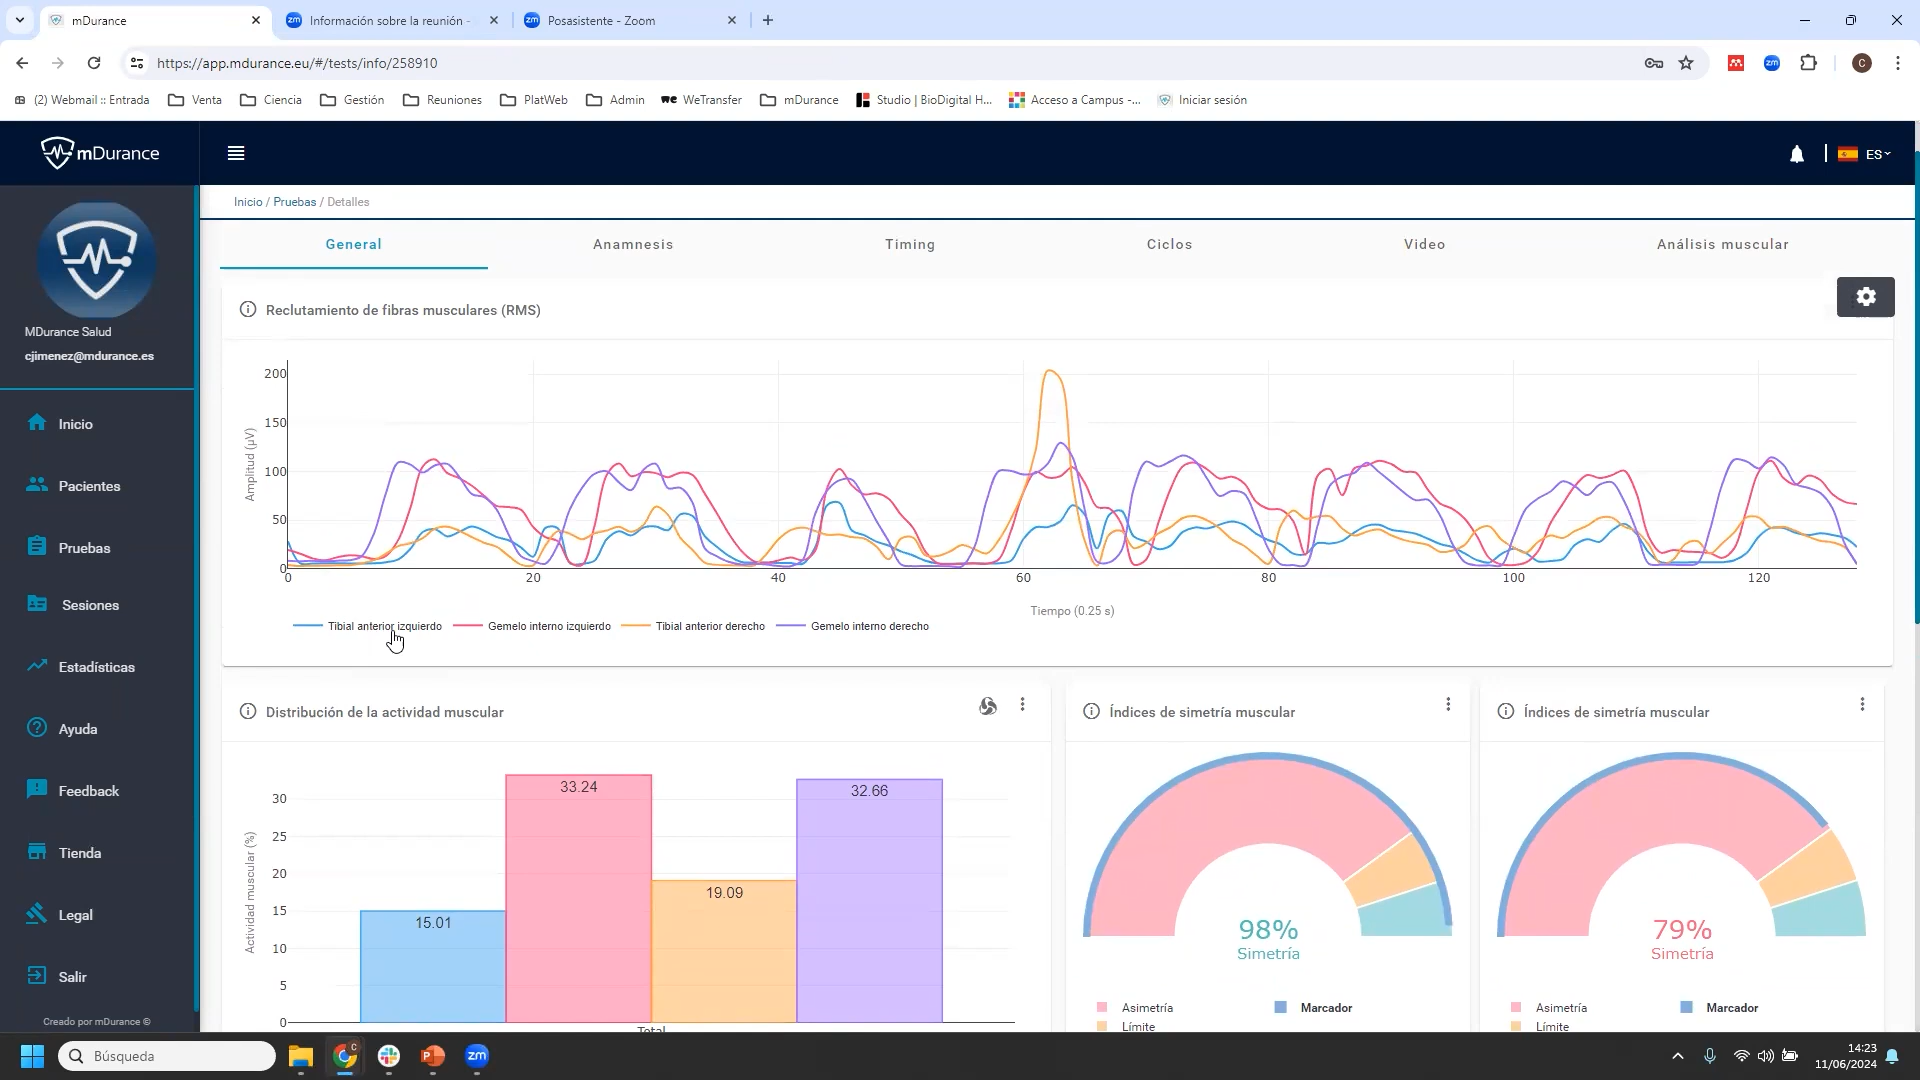 mDurance
Información sobre la reunión -
Posasistente - Zoom
https://app.mdurance.eu/#/tests/info/258910
C
(2) Webmail :: Entrada
Venta
Ciencia
Gestión
Reuniones
PlatWeb
Admin
WeTransfer
mDurance
Studio | BioDigital H...
Acceso a Campus -...
Iniciar sesión
mDurance
ES
Inicio / Pruebas / Detalles
MDurance Salud
cjimenez@mdurance.es
Inicio
Pacientes
Pruebas
Sesiones
Estadísticas
Ayuda
Feedback
Tienda
Legal
Salir
Creado por mDurance ©
General
Anamnesis
Timing
Ciclos
Video
Análisis muscular
Reclutamiento de fibras musculares (RMS)
Amplitud (μV)
200
150
100
50
0
0 20 40 60 80 100 120
Tiempo (0.25 s)
Tibial anterior izquierdo
Gemelo interno izquierdo
Tibial anterior derecho
Gemelo interno derecho
Distribución de la actividad muscular
Actividad muscular (%)
30
25
20
15
10
5
0
15.01
33.24
19.09
32.66
Total
Índices de simetría muscular
98%
Simetría
Asimetría
Marcador
Límite
Índices de simetría muscular
79%
Simetría
Asimetría
Marcador
Límite
Búsqueda
14:23
11/06/2024